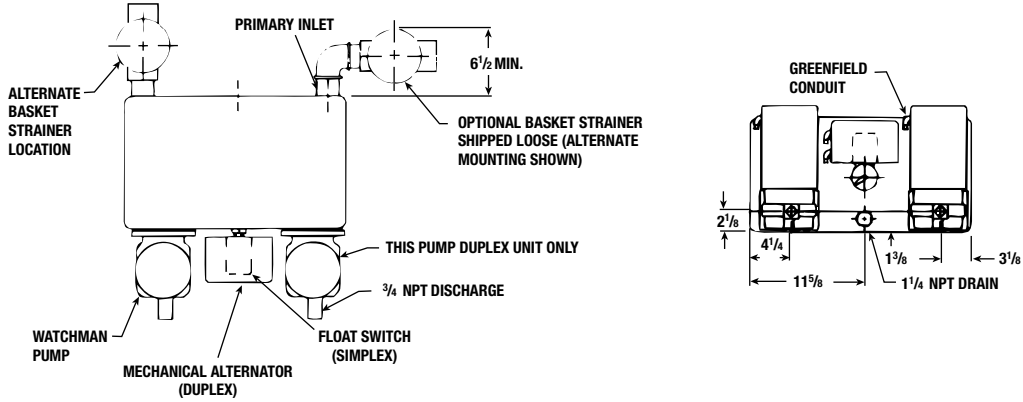 PRIMARY INLET
6 1/2 MIN.
ALTERNATE
BASKET
STRAINER
LOCATION
OPTIONAL BASKET STRAINER
SHIPPED LOOSE (ALTERNATE
MOUNTING SHOWN)
THIS PUMP DUPLEX UNIT ONLY
3/4 NPT DISCHARGE
WATCHMAN
PUMP
FLOAT SWITCH
(SIMPLEX)
MECHANICAL ALTERNATOR
(DUPLEX)
GREENFIELD
CONDUIT
2 1/8
4 1/4
1 3/8
3 1/8
11 5/8
1 1/4 NPT DRAIN